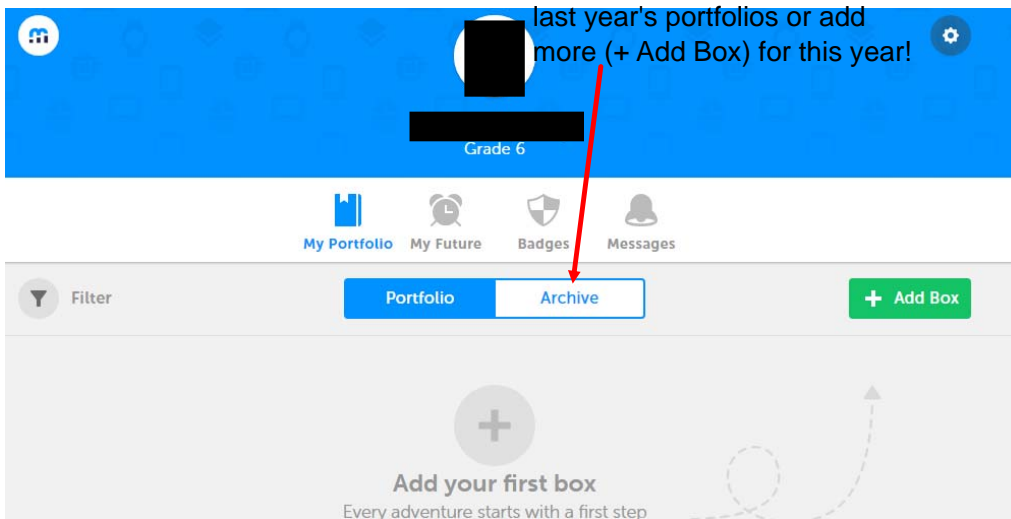 last year's portfolios or add
more (+ Add Box) for this year!
Grade 6
My Portfolio My Future Badges Messages
Filter Portfolio Archive + Add Box
Add your first box
Every adventure starts with a first step